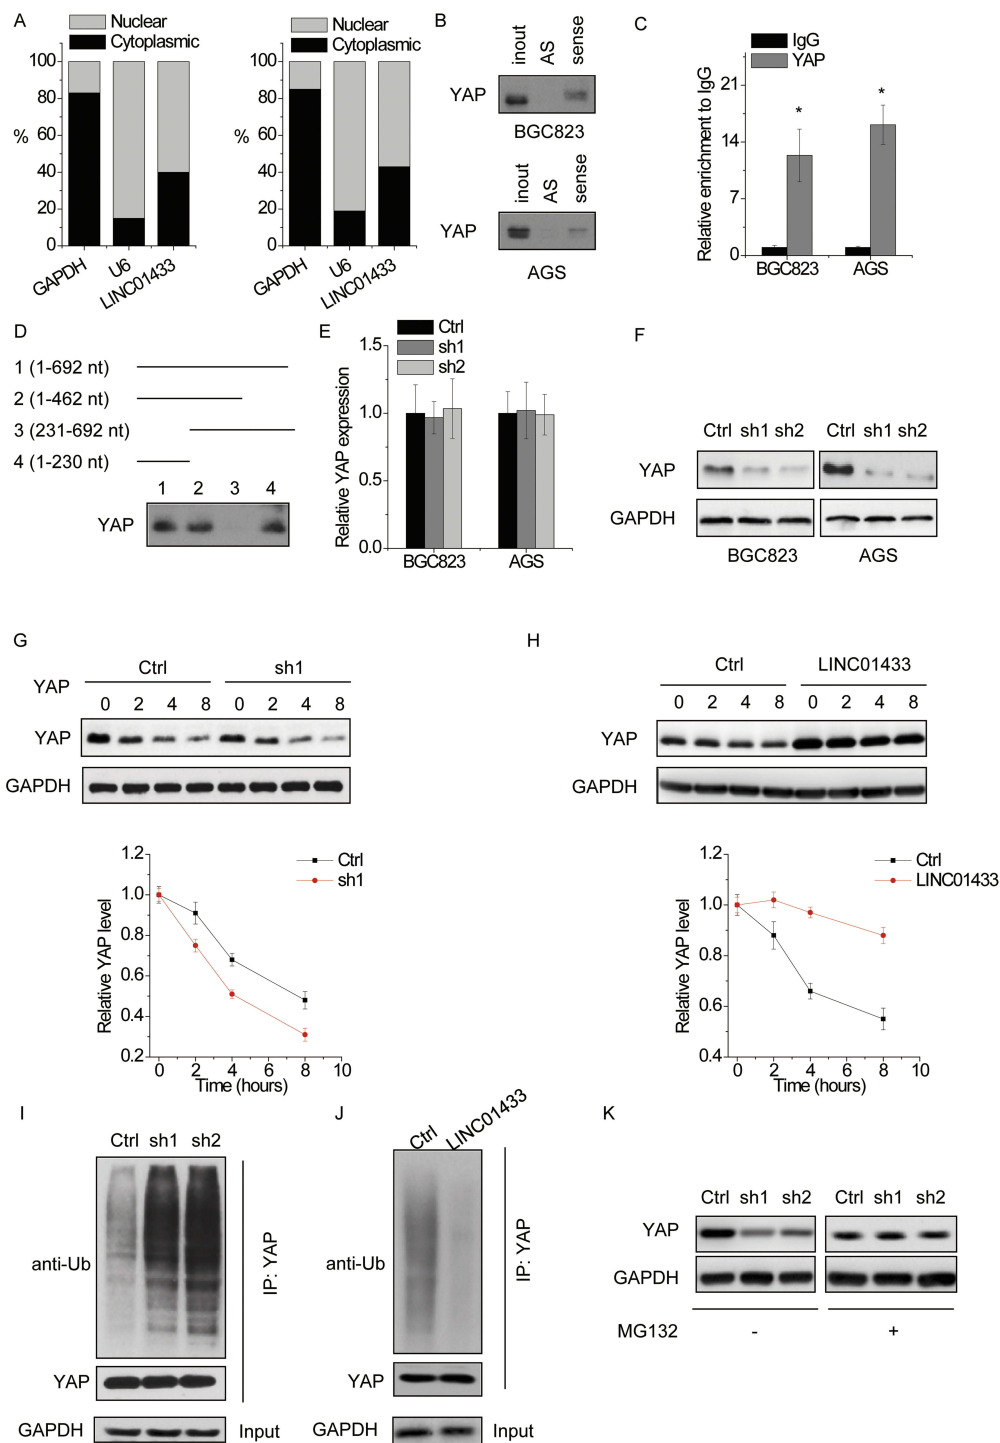 A
Nuclear
Cytoplasmic
100
80
60
%
40
20
0
GAPDH
U6
LINC01433
Nuclear
Cytoplasmic
100
80
60
%
40
20
0
GAPDH
U6
LINC01433
B
inout
AS
sense
YAP
BGC823
inout
AS
sense
YAP
AGS
C
IgG
YAP
Relative enrichment to IgG
21
14
7
0
*
*
BGC823
AGS
D
1 (1-692 nt)
2 (1-462 nt)
3 (231-692 nt)
4 (1-230 nt)
1 2 3 4
YAP
E
Ctrl
sh1
sh2
Relative YAP expression
1.5
1.0
0.5
0.0
BGC823
AGS
F
Ctrl sh1 sh2
Ctrl sh1 sh2
YAP
GAPDH
BGC823
AGS
G
Ctrl
sh1
YAP
0 2 4 8 0 2 4 8
YAP
GAPDH
Ctrl
sh1
Relative YAP level
1.2
1.0
0.8
0.6
0.4
0.2
0 2 4 6 8 10
Time (hours)
H
Ctrl
LINC01433
0 2 4 8 0 2 4 8
YAP
GAPDH
Ctrl
LINC01433
Relative YAP level
1.2
1.0
0.8
0.6
0.4
0 2 4 6 8 10
Time (hours)
I
Ctrl sh1 sh2
anti-Ub
IP: YAP
YAP
GAPDH
Input
J
Ctrl
LINC01433
anti-Ub
IP: YAP
YAP
GAPDH
Input
K
Ctrl sh1 sh2
Ctrl sh1 sh2
YAP
GAPDH
MG132
-
+